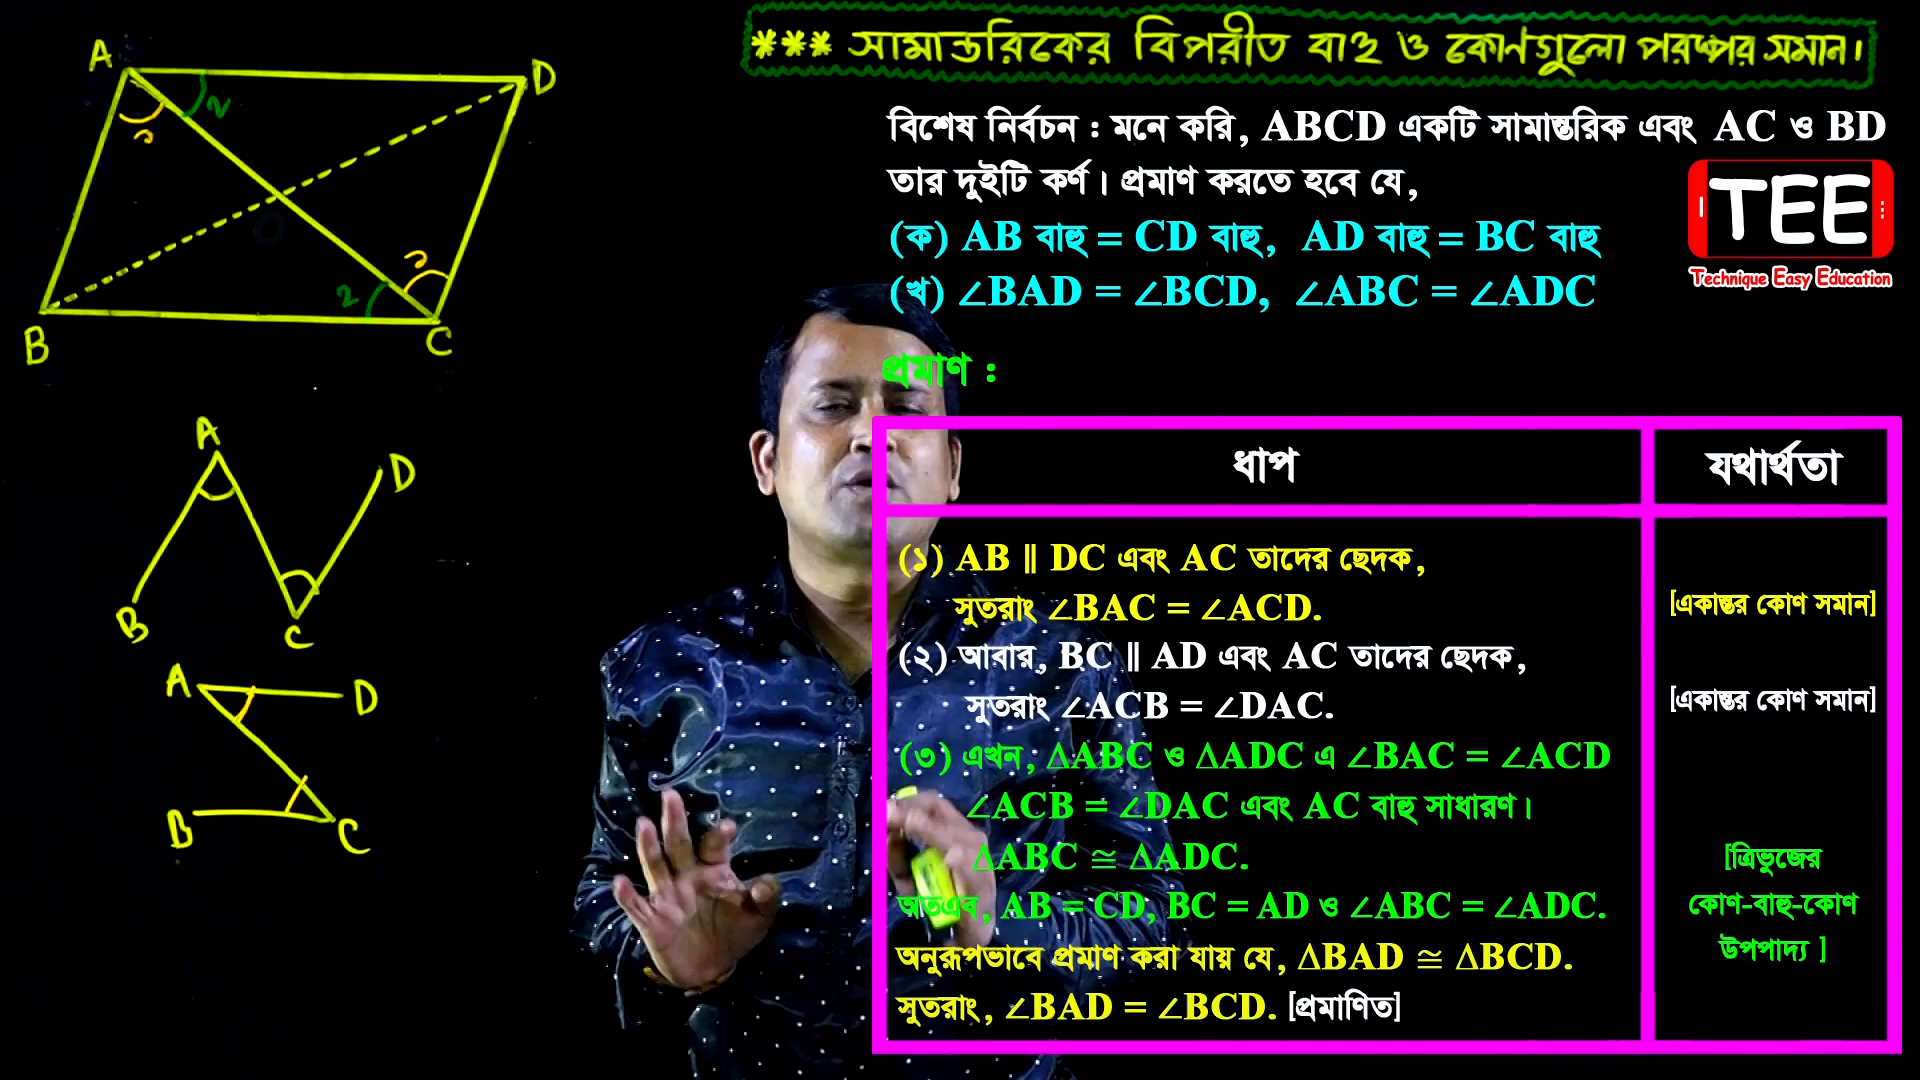 *** সামান্তরিকের বিপরীত বাহু ও কোণগুলো পরস্পর সমান।
বিশেষ নির্বচন : মনে করি, ABCD একটি সামান্তরিক এবং AC ও BD
তার দুইটি কর্ণ। প্রমাণ করতে হবে যে,
(ক) AB বাহু = CD বাহু, AD বাহু = BC বাহু
(খ) ∠BAD = ∠BCD, ∠ABC = ∠ADC
TEE
Technique Easy Education
প্রমাণ :
ধাপ
যথার্থতা
(১) AB ∥ DC এবং AC তাদের ছেদক,
সুতরাং ∠BAC = ∠ACD.
[একান্তর কোণ সমান]
(২) আবার, BC ∥ AD এবং AC তাদের ছেদক,
সুতরাং ∠ACB = ∠DAC.
[একান্তর কোণ সমান]
(৩) এখন, ΔABC ও ΔADC এ ∠BAC = ∠ACD
∠ACB = ∠DAC এবং AC বাহু সাধারণ।
ΔABC ≅ ΔADC.
অতএব, AB = CD, BC = AD ও ∠ABC = ∠ADC.
[ত্রিভুজের
কোণ-বাহু-কোণ
উপপাদ্য ]
অনুরূপভাবে প্রমাণ করা যায় যে, ΔBAD ≅ ΔBCD.
সুতরাং, ∠BAD = ∠BCD. [প্রমাণিত]
A
D
2
১
O
১
2
B
C
A
D
B
C
A
D
B
C